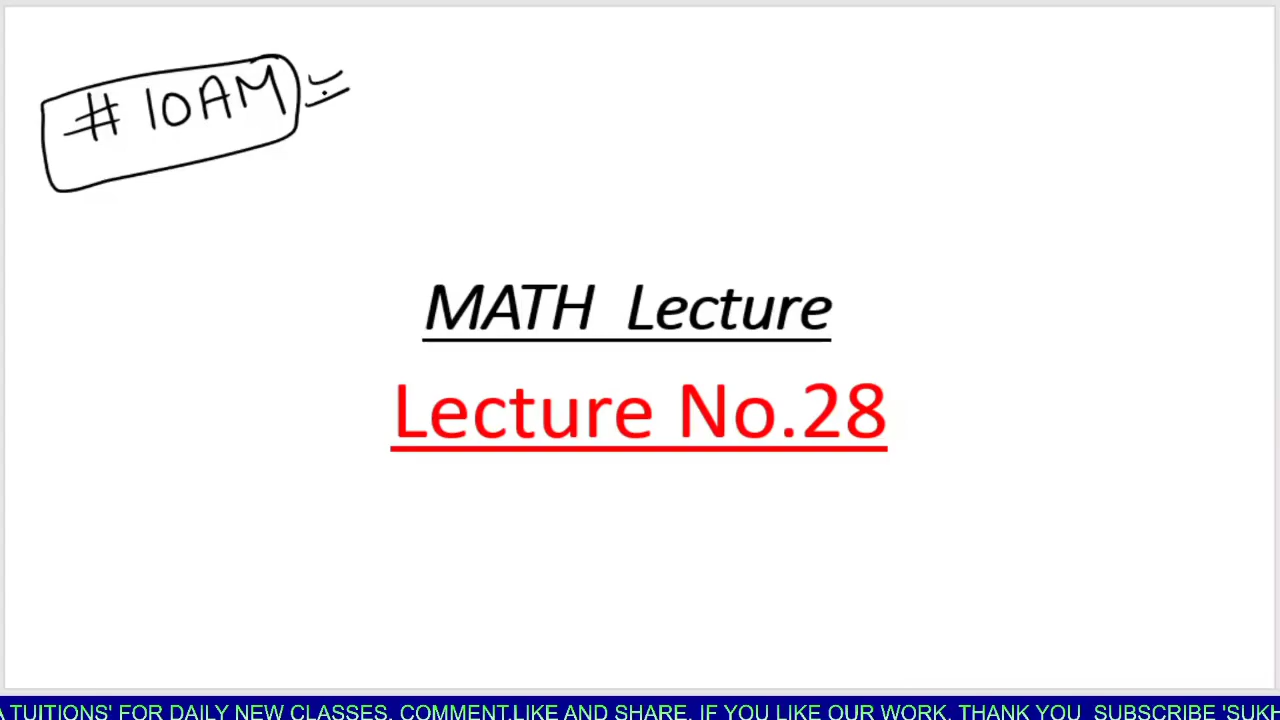 # 10AM
MATH Lecture
Lecture No.28
A TUITIONS' FOR DAILY NEW CLASSES. COMMENT,LIKE AND SHARE. IF YOU LIKE OUR WORK. THANK YOU SUBSCRIBE 'SUKL